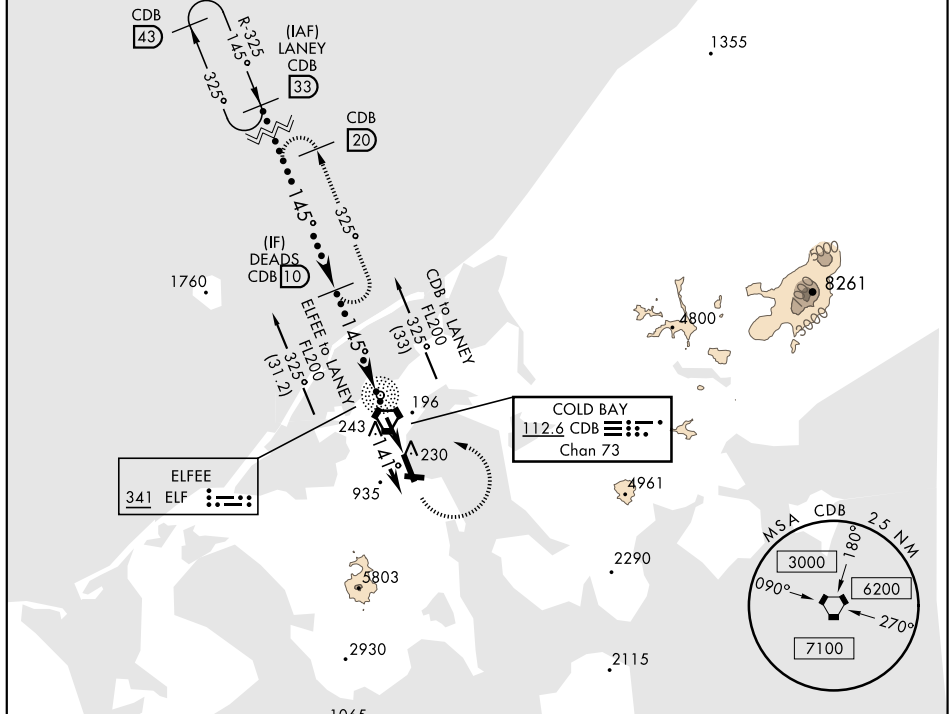 CDB
43
R-325
145°
325°
(IAF)
LANEY
CDB
33
CDB
20
1355
145°
325°
(IF)
DEADS
CDB 10
1760
8261
3000
4800
ELFEE to LANEY
FL200
325°
(31.2)
145°
CDB to LANEY
FL200
325°
(33)
196
243
141°
230
935
COLD BAY
112.6 CDB
Chan 73
ELFEE
341 ELF
4961
5803
2290
2930
2115
MSA CDB 25 NM
180°
3000
090°
6200
270°
7100